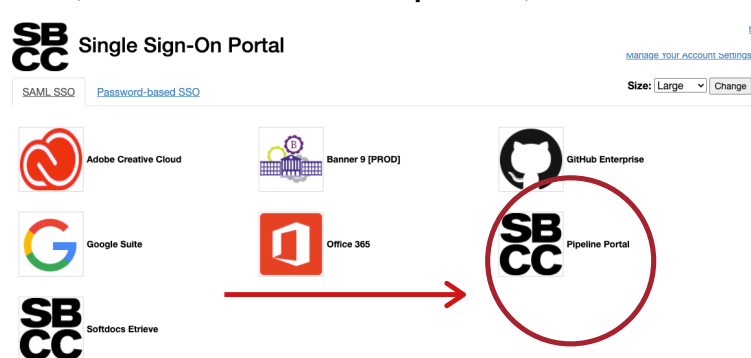 SB
CC
Single Sign-On Portal
Manage Your Account Settings
SAML SSO
Password-based SSO
Size: Large Change
Adobe Creative Cloud
B
Banner 9 [PROD]
GitHub Enterprise
G
Google Suite
Office 365
SB
CC
Pipeline Portal
SB
CC
Softdocs Etrieve